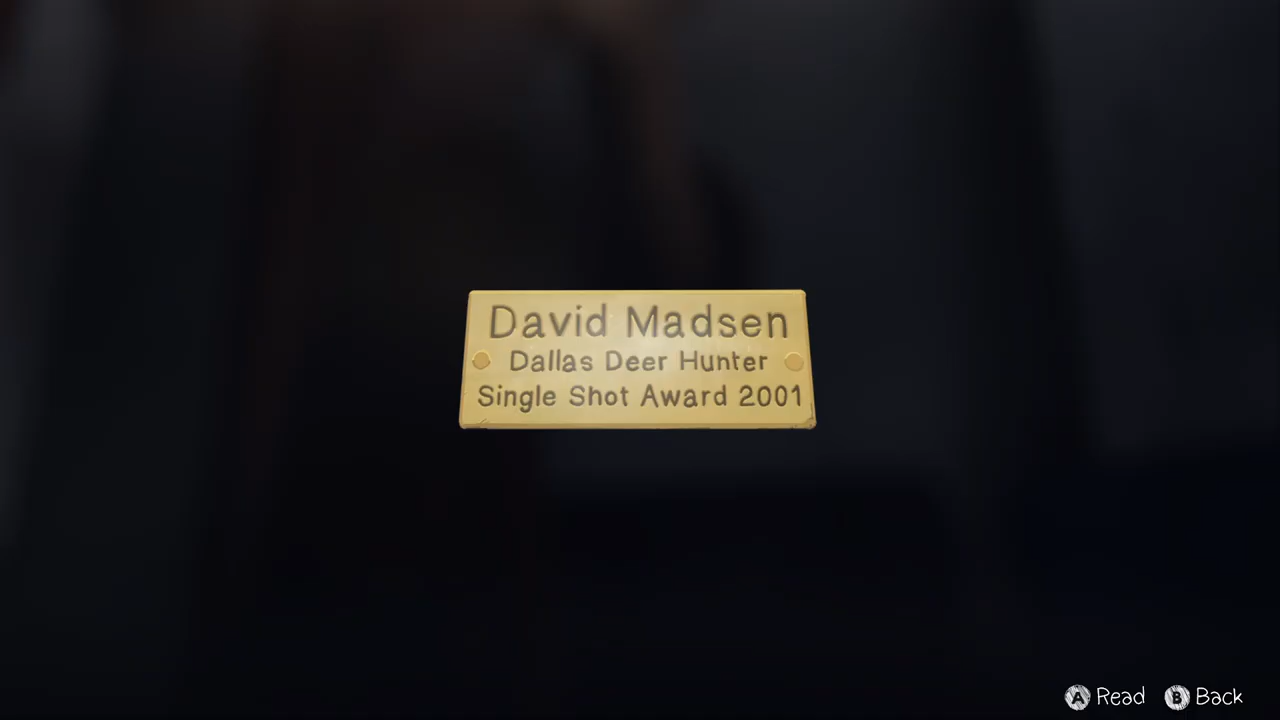 David Madsen
Dallas Deer Hunter
Single Shot Award 2001
A Read B Back